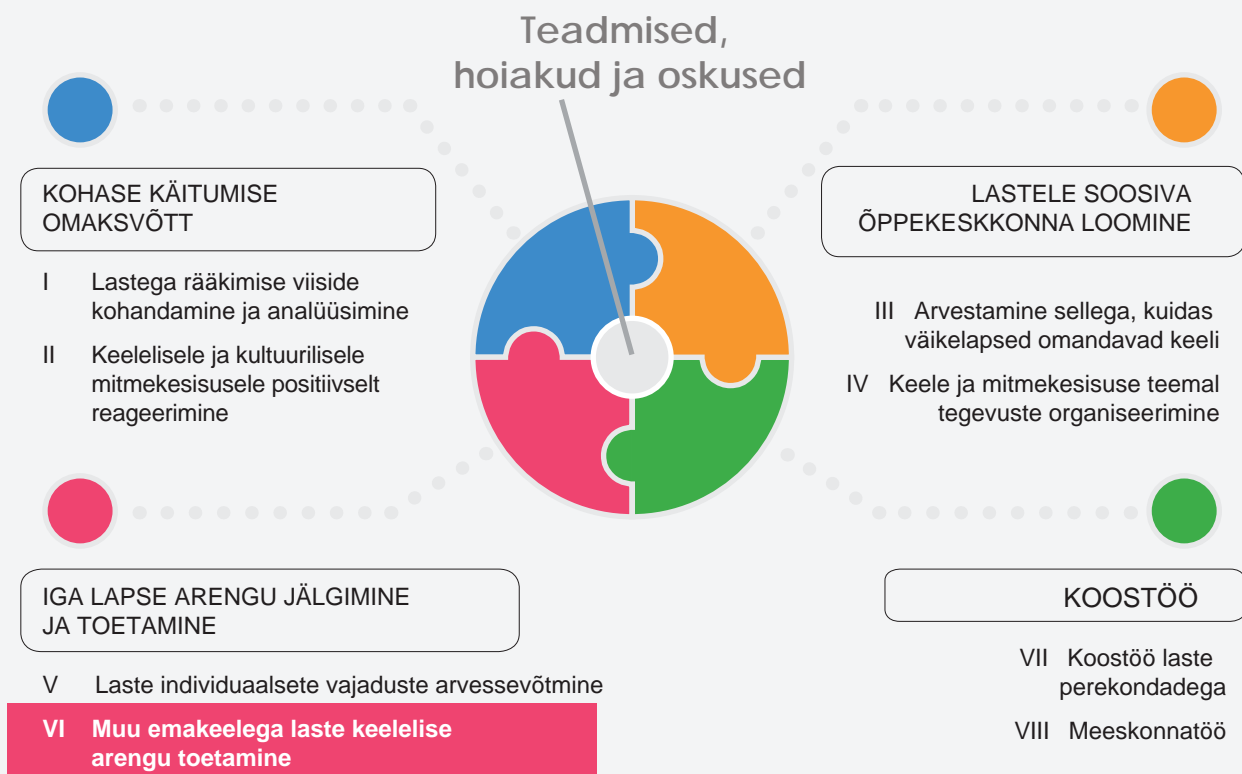 Teadmised,
hoiakud ja oskused
KOHASE KÄITUMISE
OMAKSVÕTT
I Lastega rääkimise viiside
kohandamine ja analüüsimine
II Keelelisele ja kultuurilisele
mitmekesisusele positiivselt
reageerimine
LASTELE SOOSIVA
ÕPPEKESKKONNA LOOMINE
III Arvestamine sellega, kuidas
väikelapsed omandavad keeli
IV Keele ja mitmekesisuse teemal
tegevuste organiseerimine
IGA LAPSE ARENGU JÄLGIMINE
JA TOETAMINE
V Laste individuaalsete vajaduste arvessevõtmine
VI Muu emakeelega laste keelelise
arengu toetamine
KOOSTÖÖ
VII Koostöö laste
perekondadega
VIII Meeskonnatöö